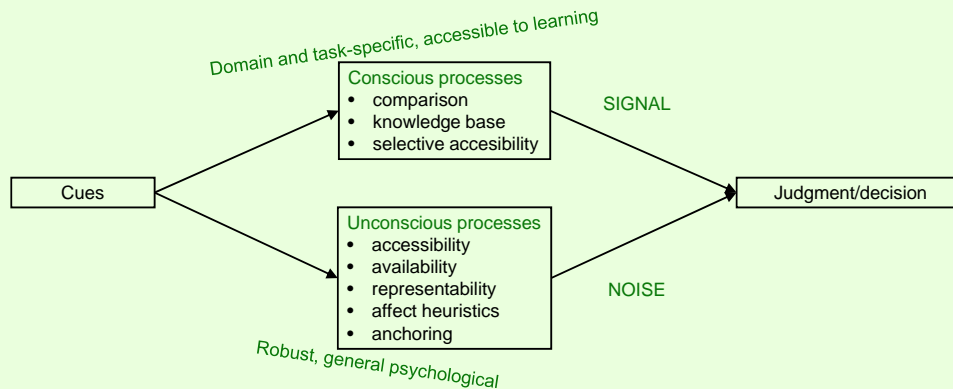 Domain and task-specific, accessible to learning
Conscious processes
• comparison
• knowledge base
• selective accesibility
SIGNAL
Cues
Judgment/decision
Unconscious processes
• accessibility
• availability
• representability
• affect heuristics
• anchoring
NOISE
Robust, general psychological